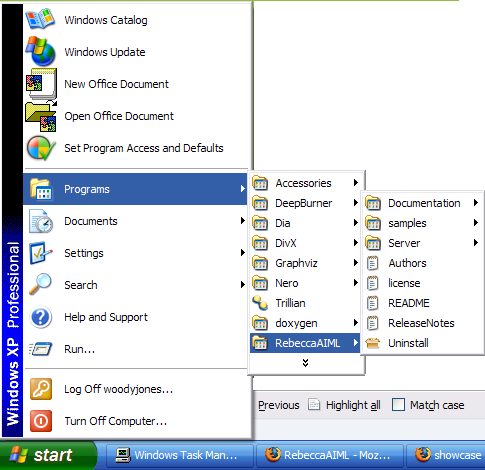 Windows Catalog
Windows Update
New Office Document
Open Office Document
Set Program Access and Defaults
Programs
Documents
Settings
Search
Help and Support
Run...
Log Off woodyjones...
Turn Off Computer...
Windows XP Professional
Accessories
DeepBurner
Dia
DivX
Graphviz
Nero
Trillian
doxygen
RebeccaAIML
Documentation
samples
Server
Authors
license
README
ReleaseNotes
Uninstall
Previous Highlight all Match case
start Windows Task Man... RebeccaAIML - Moz... showcase